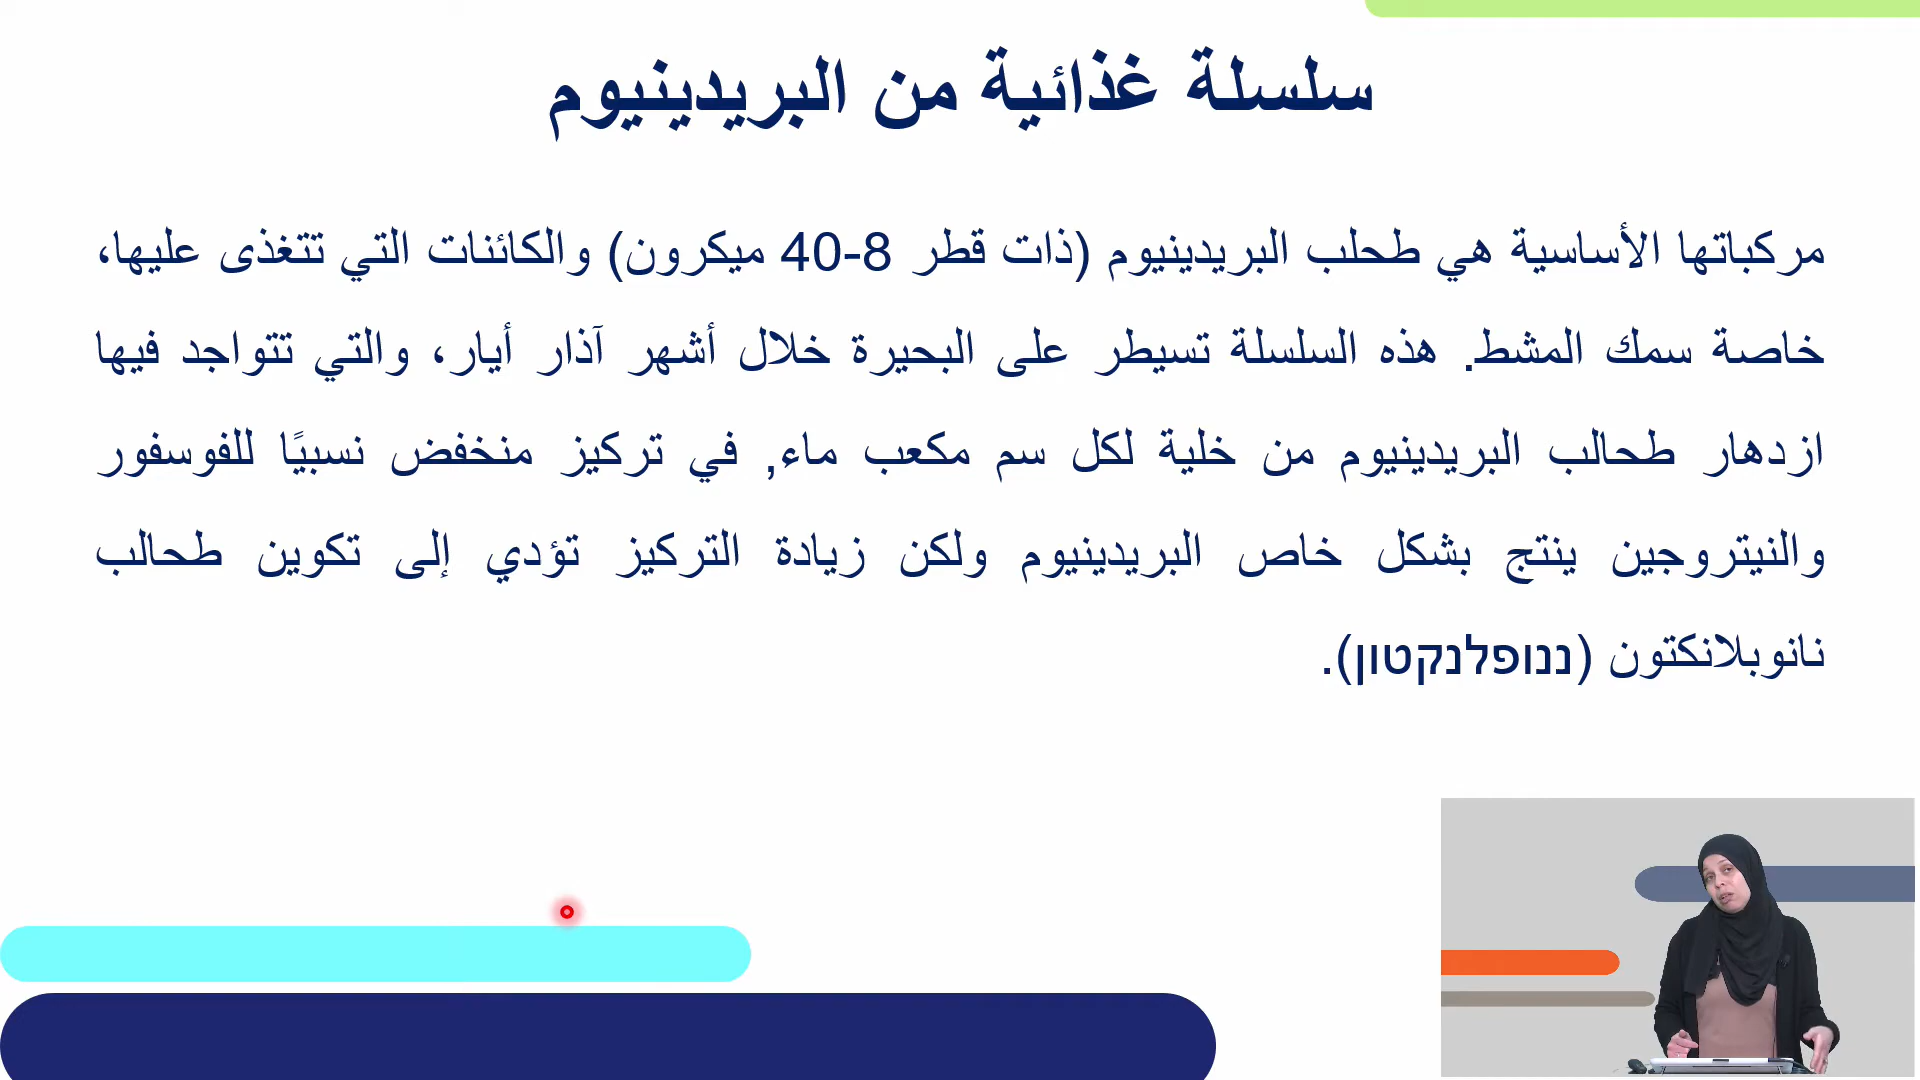 سلسلة غذائية من البريدينيوم
مركباتها الأساسية هي طحلب البريدينيوم (ذات قطر 8-40 ميكرون) والكائنات التي تتغذى عليها،
خاصة سمك المشط. هذه السلسلة تسيطر على البحيرة خلال أشهر آذار أيار، والتي تتواجد فيها
ازدهار طحالب البريدينيوم من خلية لكل سم مكعب ماء, في تركيز منخفض نسبيًا للفوسفور
والنيتروجين ينتج بشكل خاص البريدينيوم ولكن زيادة التركيز تؤدي إلى تكوين طحالب
نانوبلانكتون (ננופלנקטון).